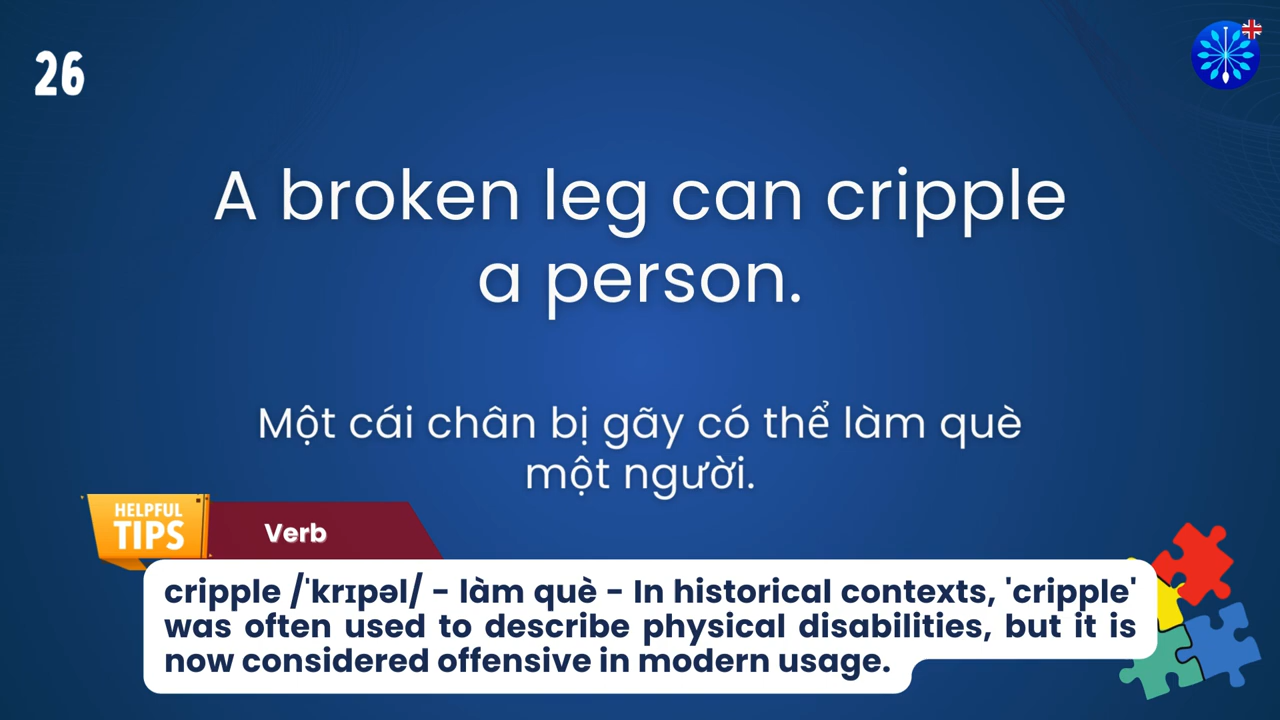 26
A broken leg can cripple
a person.
Một cái chân bị gãy có thể làm què
một người.
HELPFUL
TIPS
Verb
cripple /ˈkrɪpəl/ - làm què - In historical contexts, 'cripple'
was often used to describe physical disabilities, but it is
now considered offensive in modern usage.